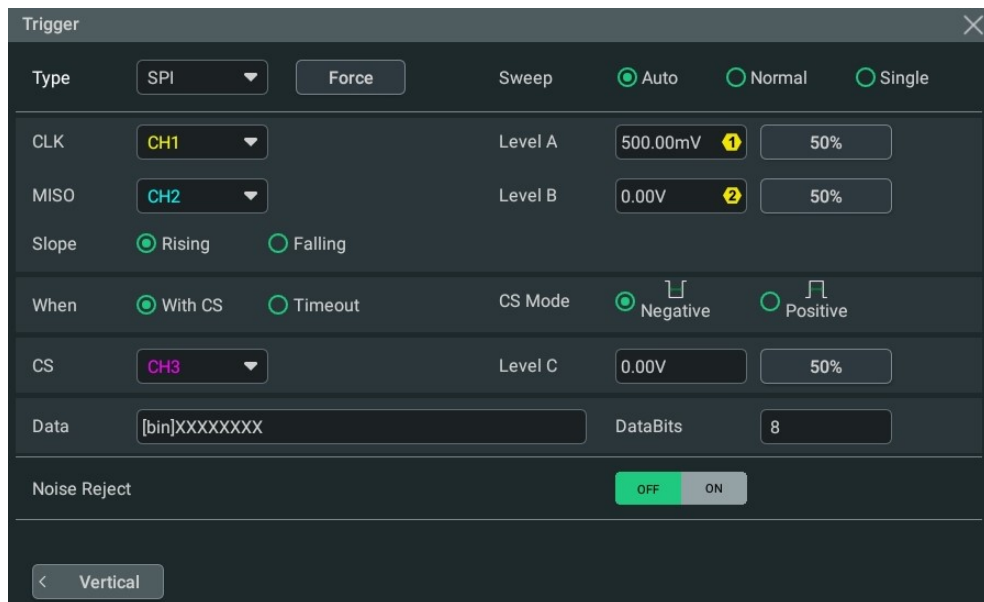 Trigger
Type SPI Force Sweep Auto Normal Single
CLK CH1 Level A 500.00mV 1 50%
MISO CH2 Level B 0.00V 2 50%
Slope Rising Falling
When With CS Timeout CS Mode Negative Positive
CS CH3 Level C 0.00V 50%
Data [bin]XXXXXXXX DataBits 8
Noise Reject OFF ON
< Vertical